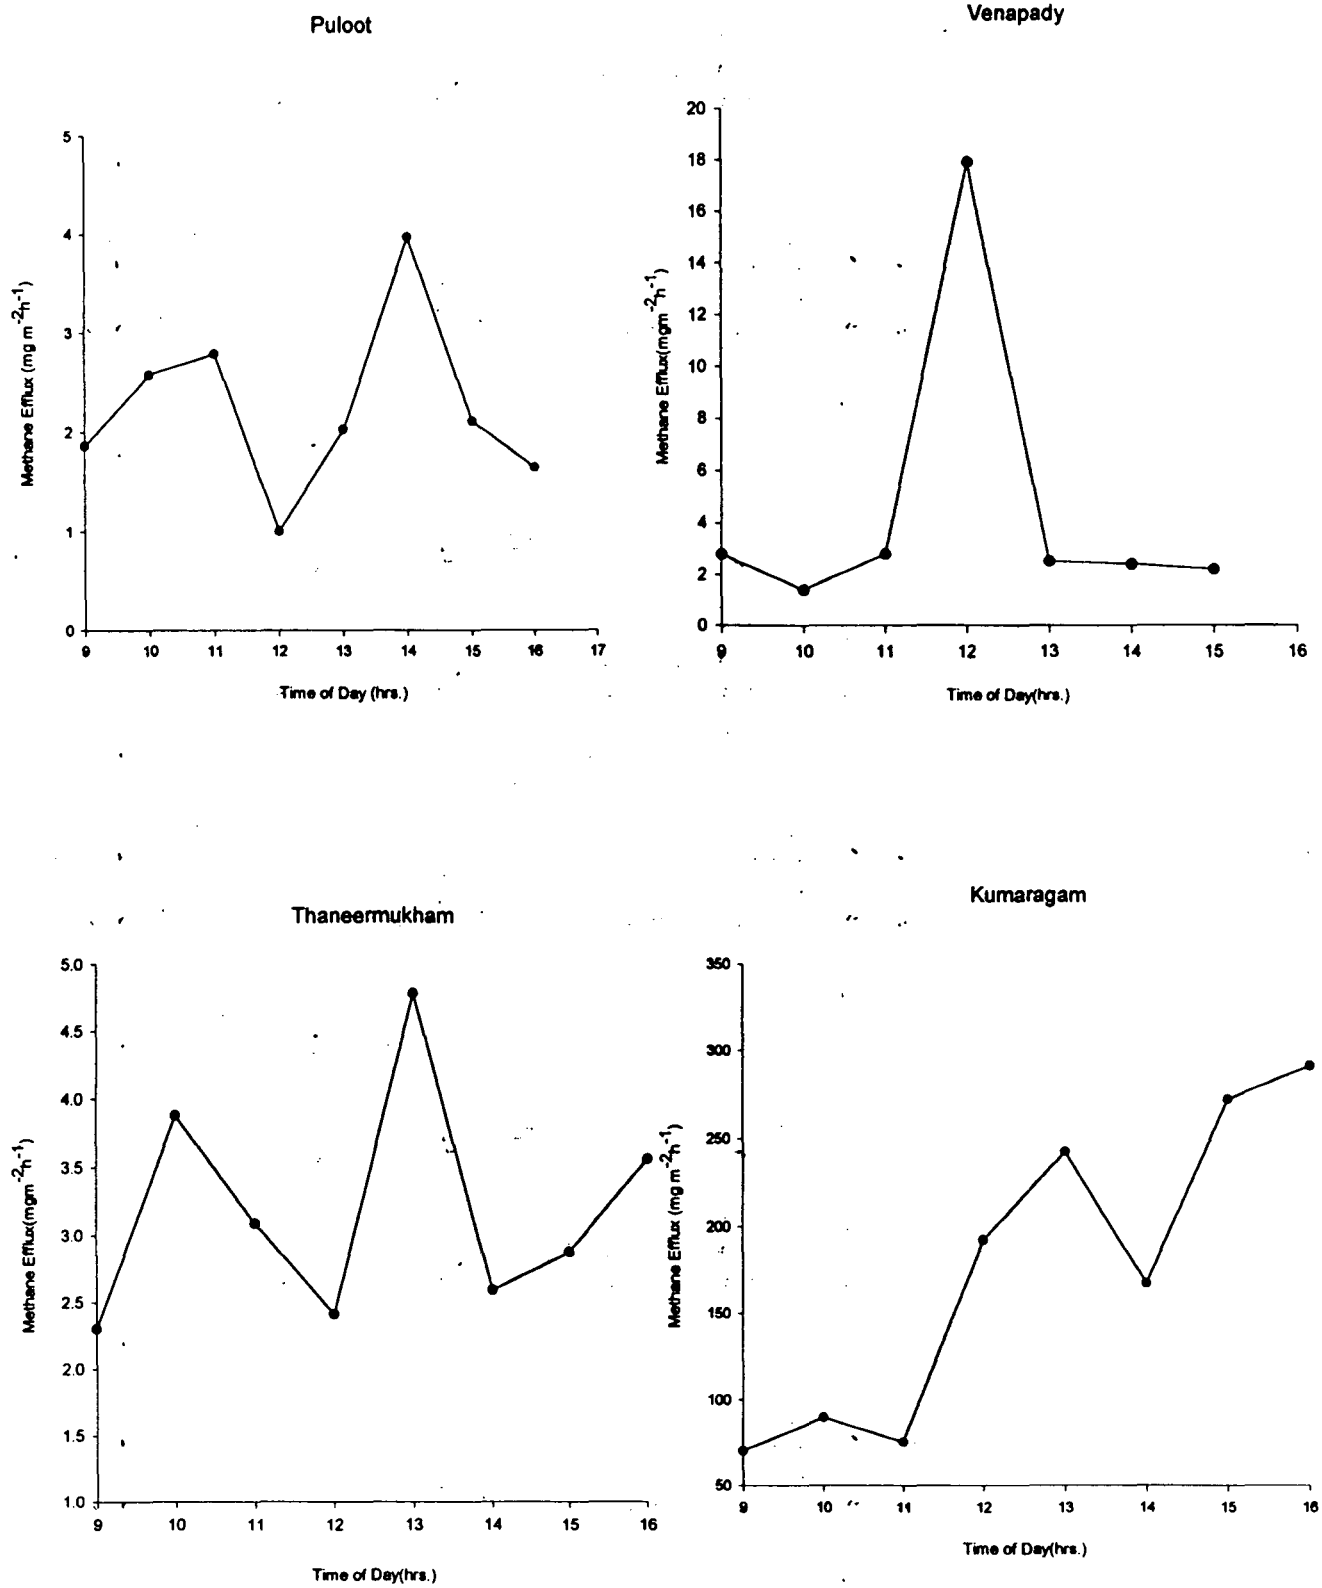 Puloot
5
4
3
2
1
0
Methane Efflux (mg m-2h-1)
9 10 11 12 13 14 15 16 17
Time of Day (hrs.)
Venapady
20
18
16
14
12
10
8
6
4
2
0
Methane Efflux(mgm-2h-1)
9 10 11 12 13 14 15 16
Time of Day(hrs.)
Thaneermukham
5.0
4.5
4.0
3.5
3.0
2.5
2.0
1.5
1.0
Methane Efflux(mgm-2h-1)
9 10 11 12 13 14 15 16
Time of Day(hrs.)
Kumaragam
350
300
250
200
150
100
50
Methane Efflux (mg m-2h-1)
9 10 11 12 13 14 15 16
Time of Day(hrs.)